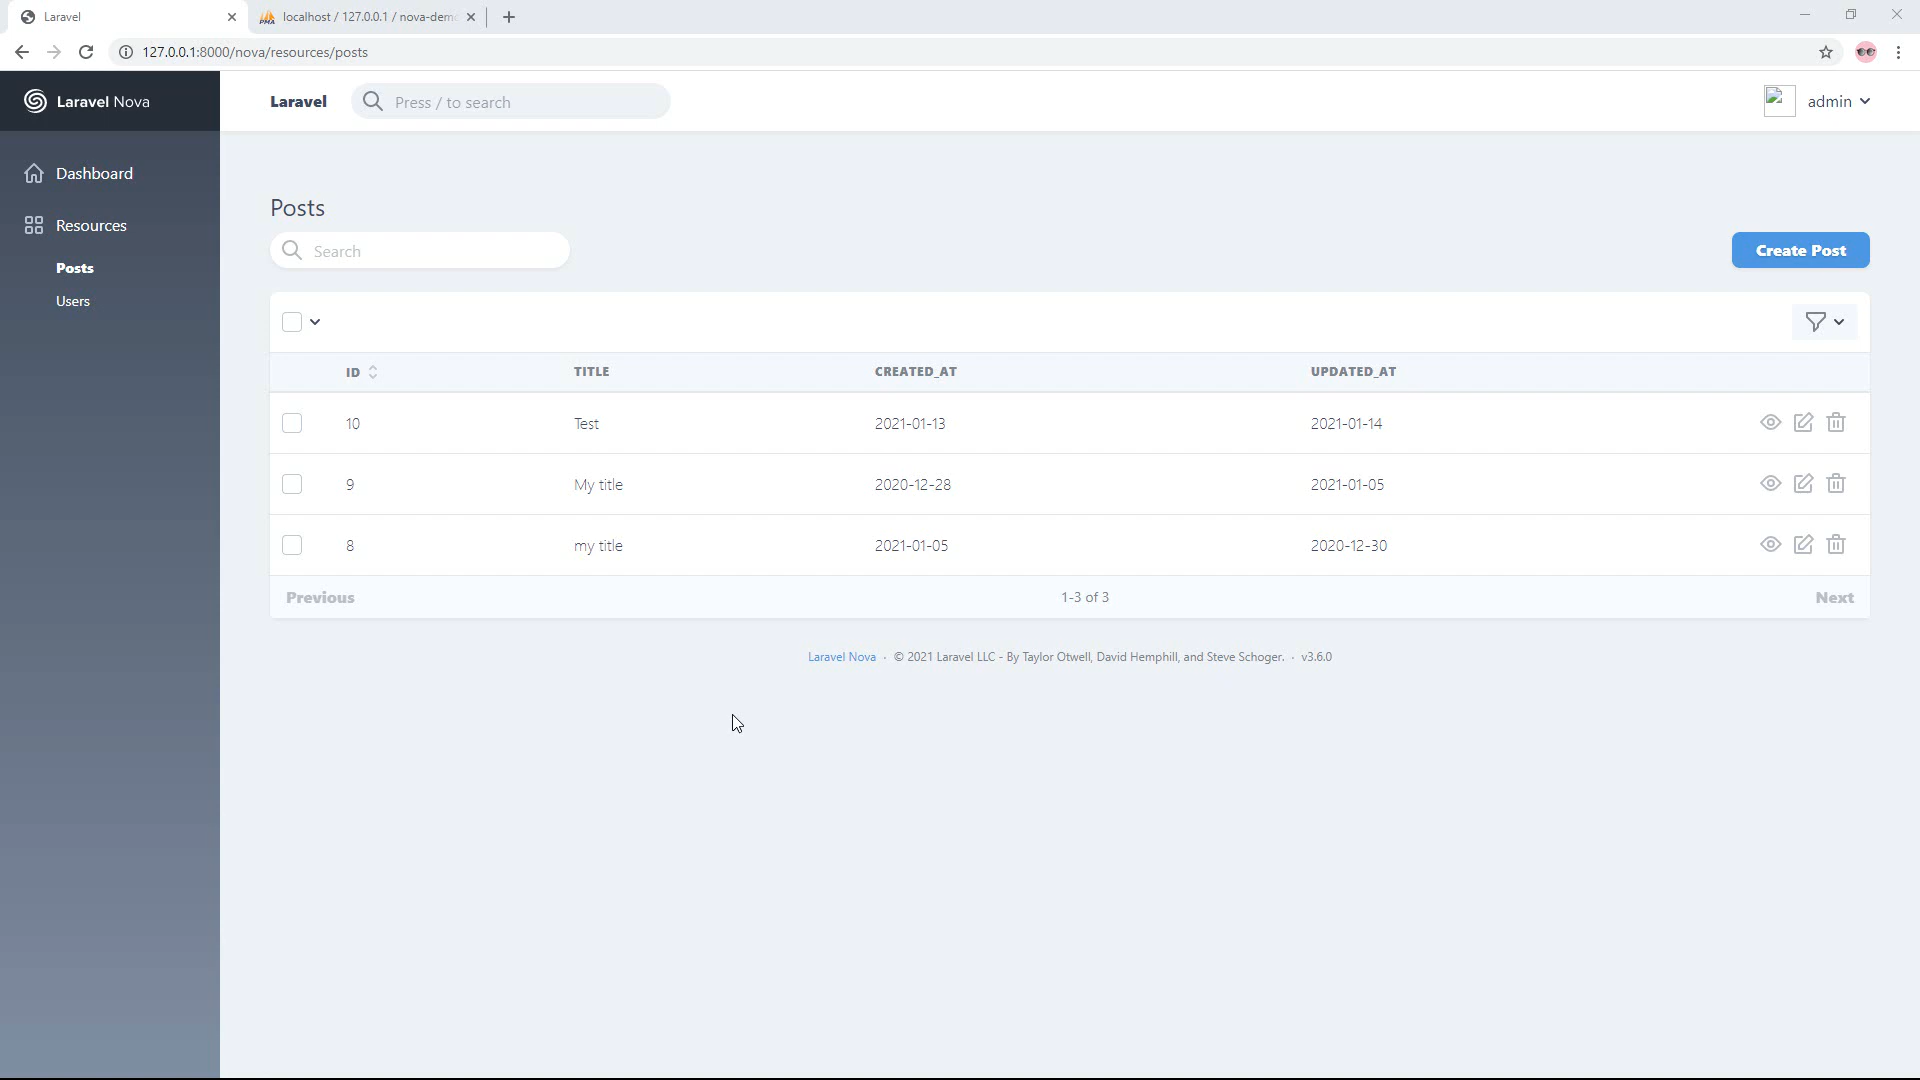 Laravel
PMA localhost / 127.0.0.1 / nova-dem
127.0.0.1:8000/nova/resources/posts
Laravel Nova
Laravel
Press / to search
admin
Dashboard
Resources
Posts
Users
Posts
Search
Create Post
ID TITLE CREATED_AT UPDATED_AT
10 Test 2021-01-13 2021-01-14
9 My title 2020-12-28 2021-01-05
8 my title 2021-01-05 2020-12-30
Previous 1-3 of 3 Next
Laravel Nova · © 2021 Laravel LLC - By Taylor Otwell, David Hemphill, and Steve Schoger. · v3.6.0